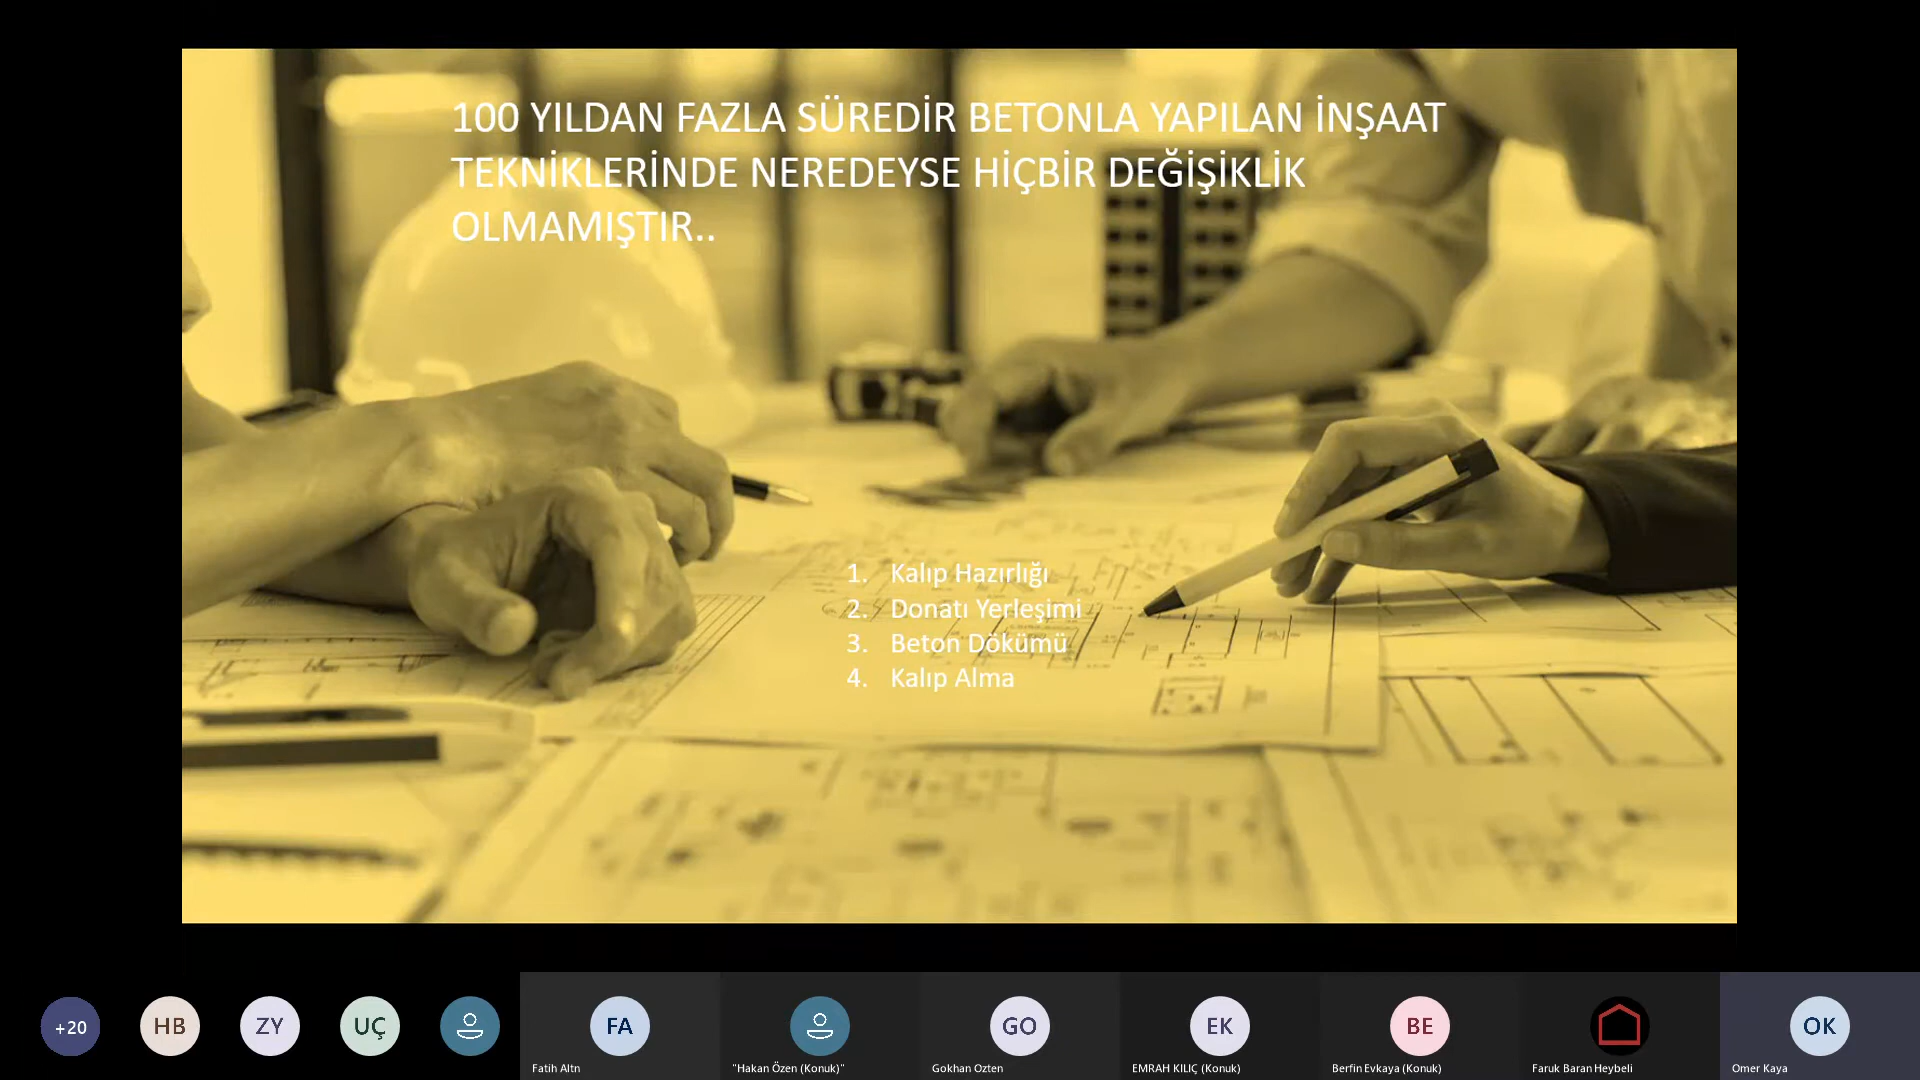 100 YILDAN FAZLA SÜREDİR BETONLA YAPILAN İNŞAAT
TEKNİKLERİNDE NEREDEYSE HİÇBİR DEĞİŞİKLİK
OLMAMIŞTIR..
1. Kalıp Hazırlığı
2. Donatı Yerleşimi
3. Beton Dökümü
4. Kalıp Alma
+20
HB
ZY
UÇ
FA
GO
EK
BE
OK
Fatih Altn
"Hakan Özen (Konuk)"
Gokhan Ozten
EMRAH KILIÇ (Konuk)
Berfin Evkaya (Konuk)
Faruk Baran Heybeli
Omer Kaya